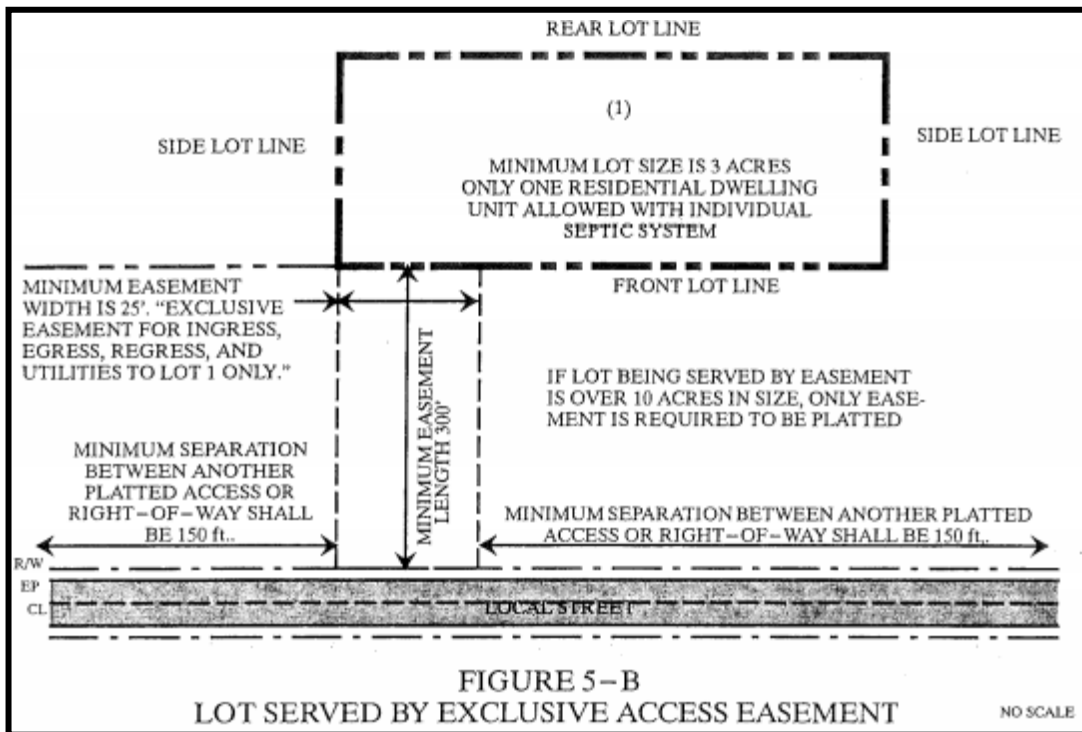 REAR LOT LINE
(1)
SIDE LOT LINE
SIDE LOT LINE
MINIMUM LOT SIZE IS 3 ACRES
ONLY ONE RESIDENTIAL DWELLING
UNIT ALLOWED WITH INDIVIDUAL
SEPTIC SYSTEM
FRONT LOT LINE
MINIMUM EASEMENT
WIDTH IS 25'. "EXCLUSIVE
EASEMENT FOR INGRESS,
EGRESS, REGRESS, AND
UTILITIES TO LOT 1 ONLY."
MINIMUM EASEMENT
LENGTH 300'
IF LOT BEING SERVED BY EASEMENT
IS OVER 10 ACRES IN SIZE, ONLY EASE-
MENT IS REQUIRED TO BE PLATTED
MINIMUM SEPARATION
BETWEEN ANOTHER
PLATTED ACCESS OR
RIGHT-OF-WAY SHALL
BE 150 ft..
MINIMUM SEPARATION BETWEEN ANOTHER PLATTED
ACCESS OR RIGHT-OF-WAY SHALL BE 150 ft,.
R/W
EP
CL
LOCAL STREET
FIGURE 5-B
LOT SERVED BY EXCLUSIVE ACCESS EASEMENT
NO SCALE